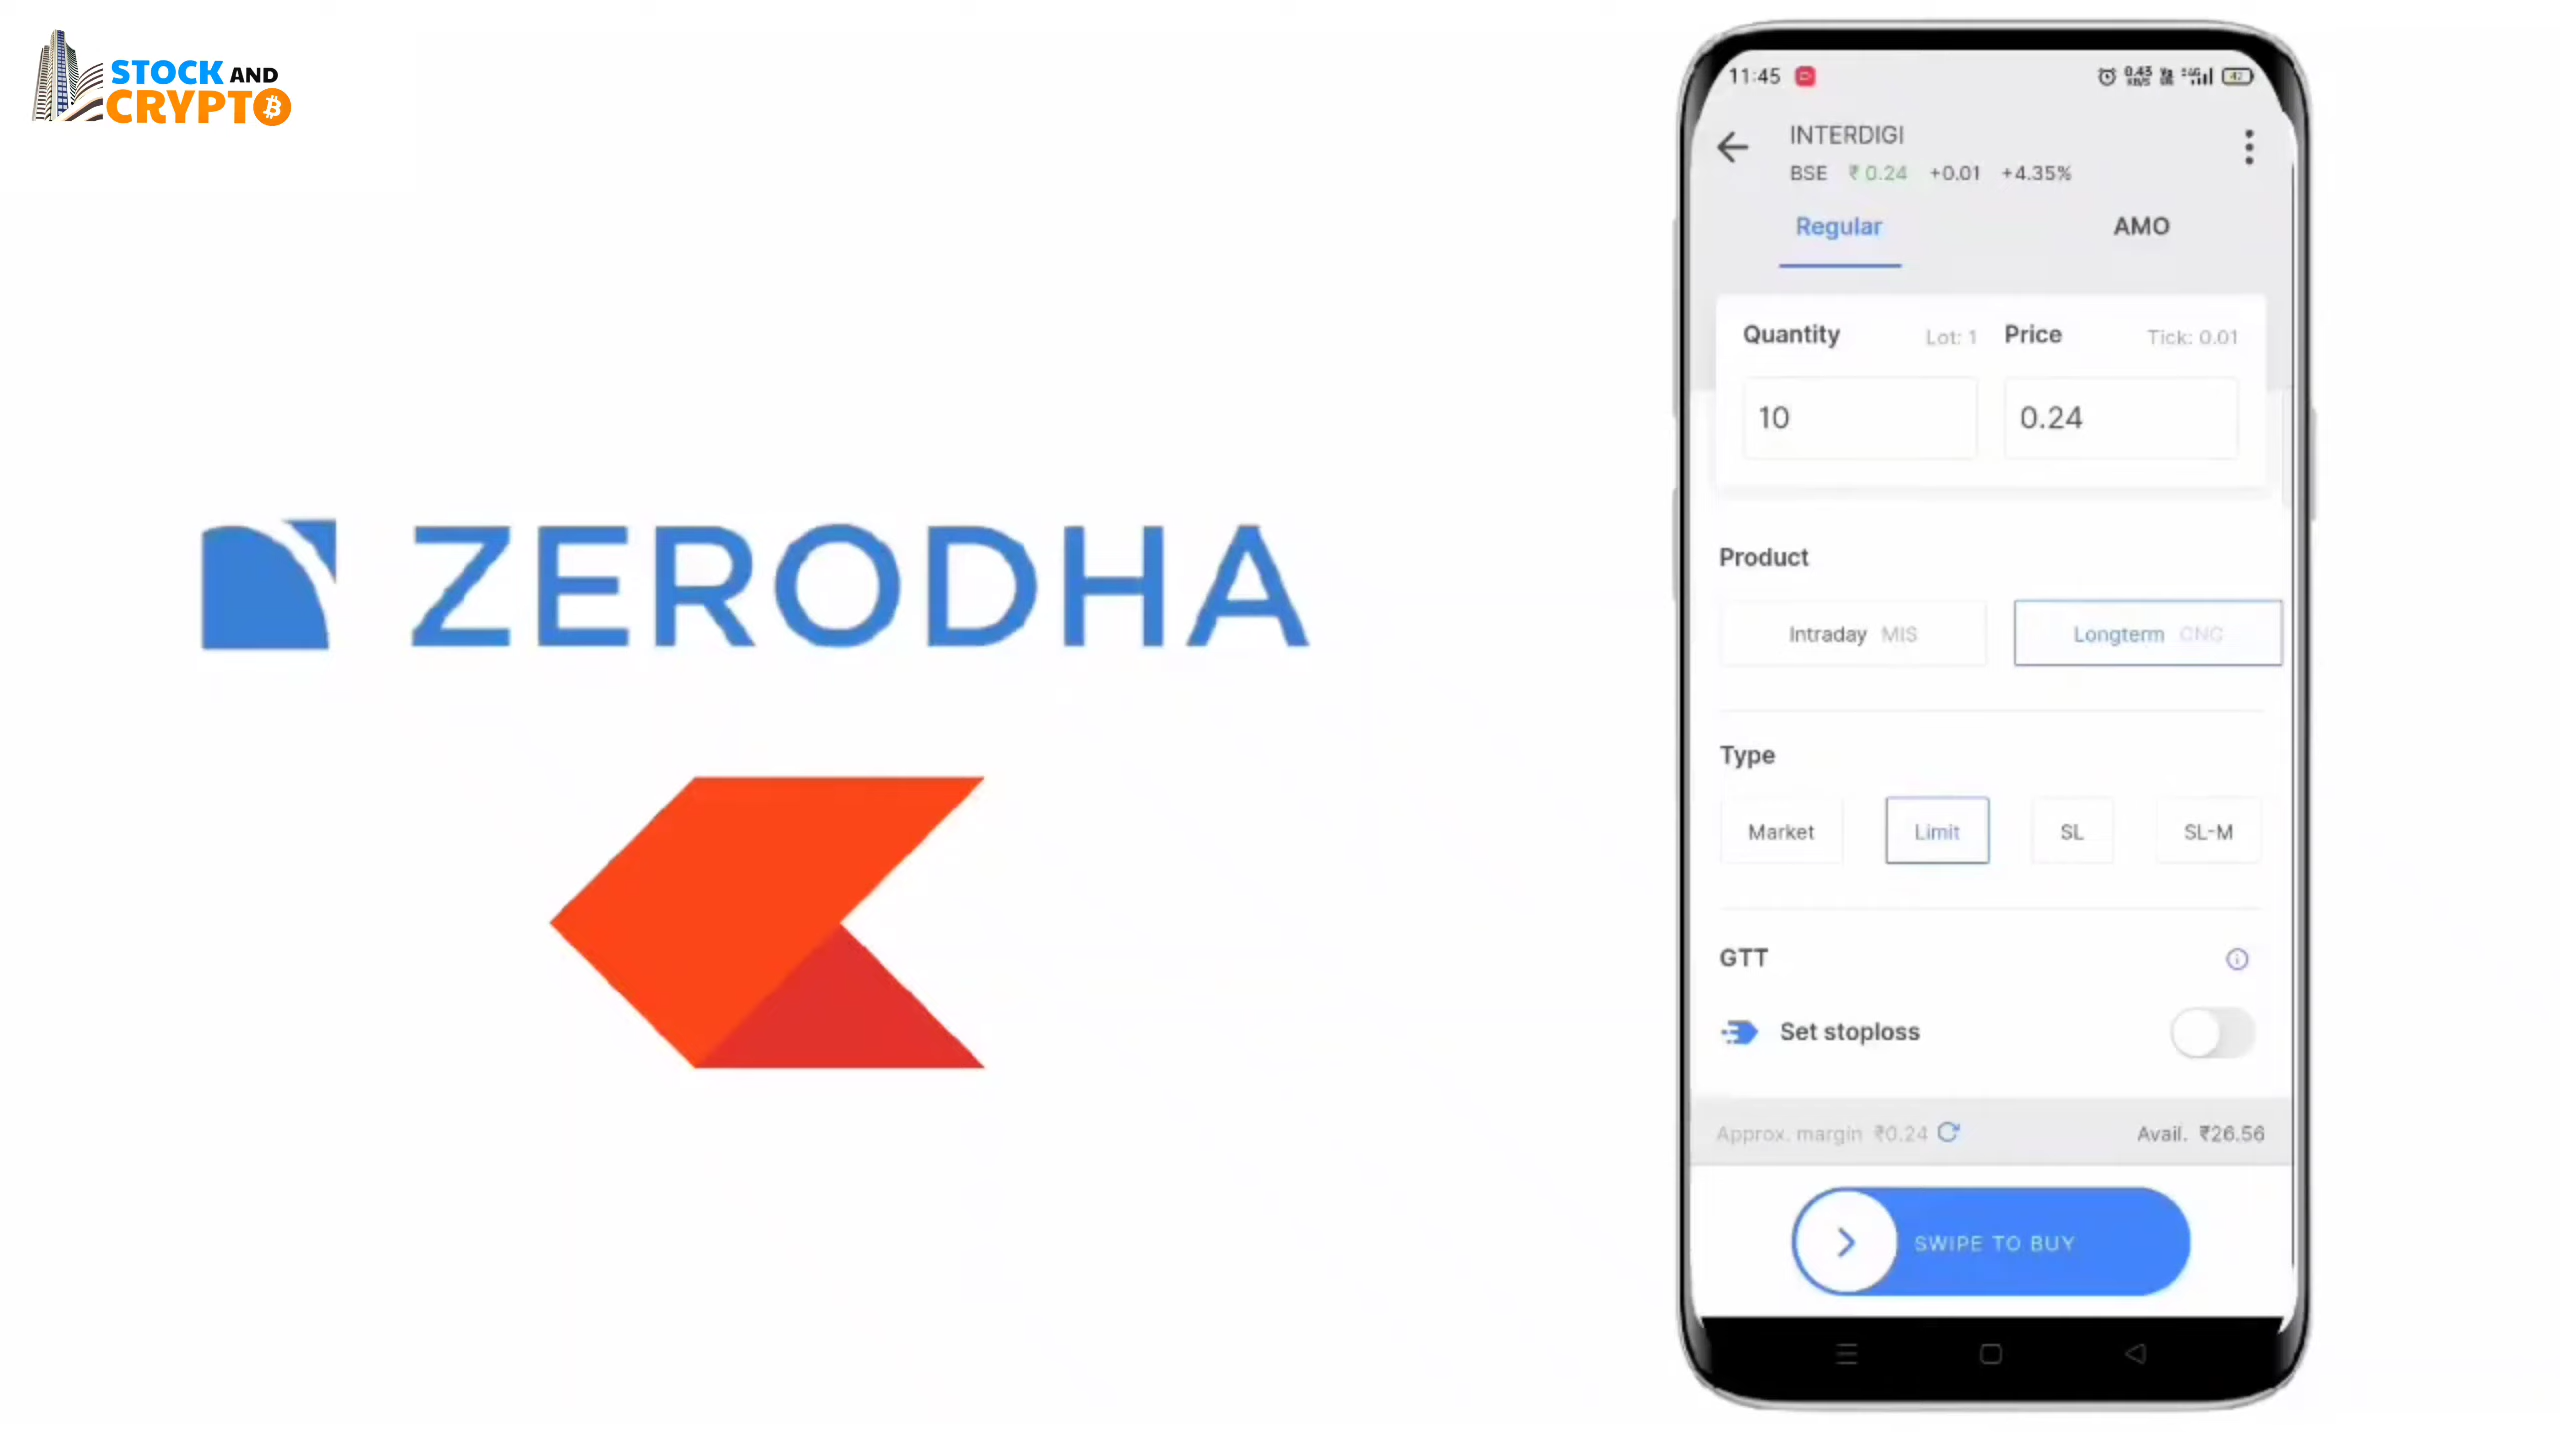 STOCK AND
CRYPTO
ZERODHA
11:45
INTERDIGI
BSE ₹ 0.24 +0.01 +4.35%
Regular AMO
Quantity Lot: 1 Price Tick: 0.01
10 0.24
Product
Intraday MIS Longterm CNC
Type
Market Limit SL SL-M
GTT
Set stoploss
Approx. margin ₹0.24 Avail. ₹26.56
SWIPE TO BUY